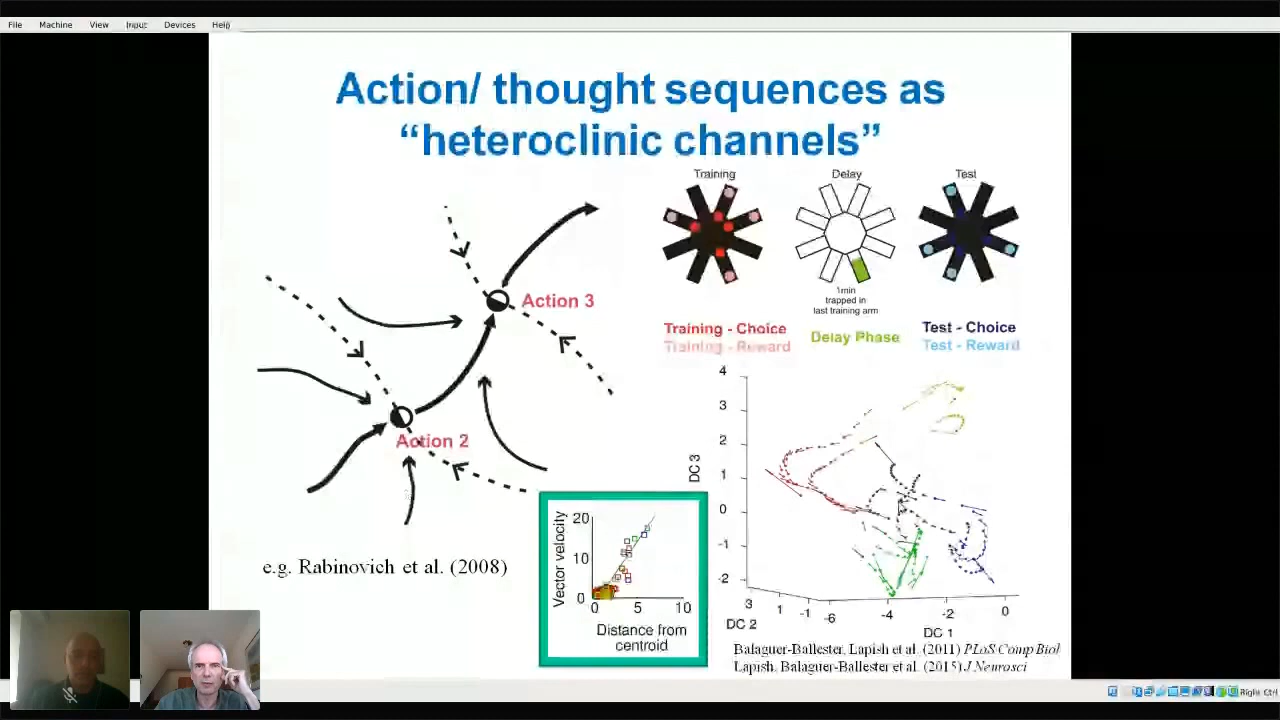 File Machine View Input Devices Help
Action/ thought sequences as
“heteroclinic channels”
Training Delay Test
1min
trapped in
last training arm
Training - Choice
Training - Reward
Delay Phase
Test - Choice
Test - Reward
Action 3
Action 2
e.g. Rabinovich et al. (2008)
Vector velocity
20
10
0
0 5 10
Distance from
centroid
4
3
2
1
0
-1
-2
DC 3
3 1 -1
DC 2
-6 -4 -2 0
DC 1
Balaguer-Ballester, Lapish et al. (2011) PLoS Comp Biol
Lapish, Balaguer-Ballester et al. (2015) J Neurosci
Right Ctrl